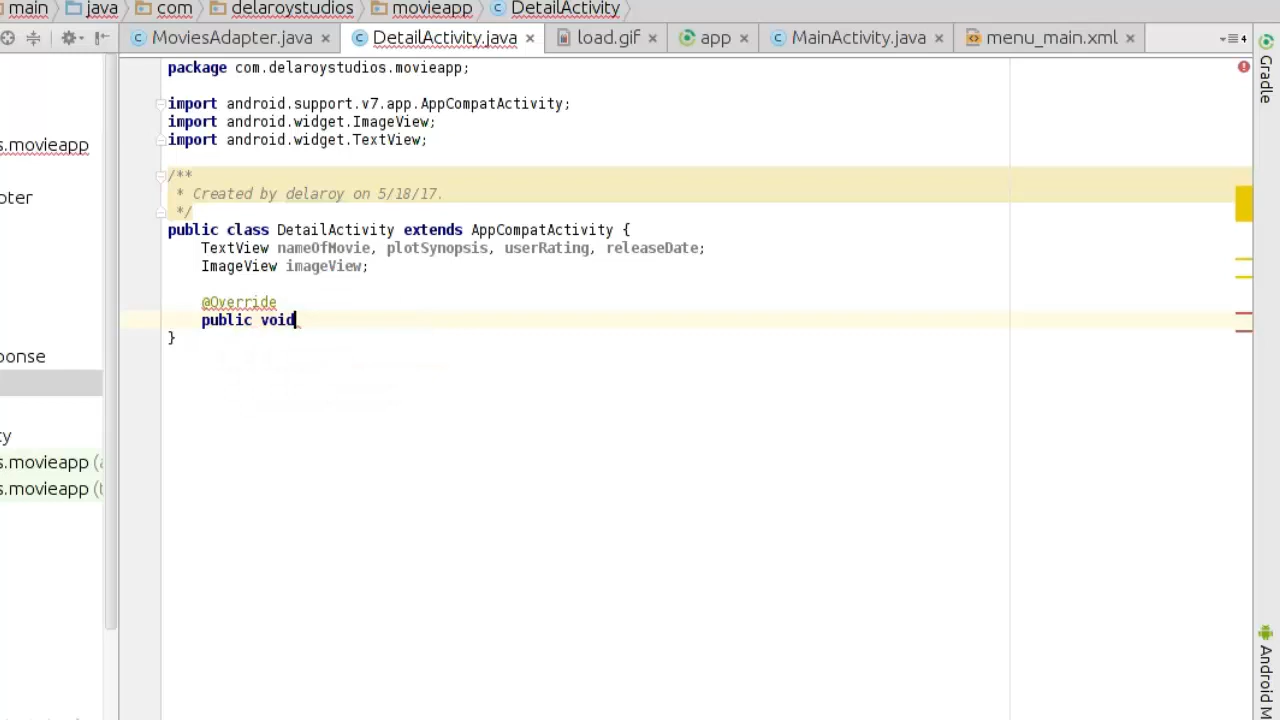 main java com delaroystudios movieapp DetailActivity
MoviesAdapter.java DetailActivity.java load.gif app MainActivity.java menu_main.xml 4
package com.delaroystudios.movieapp;
import android.support.v7.app.AppCompatActivity;
import android.widget.ImageView;
import android.widget.TextView;
/**
* Created by delaroy on 5/18/17.
*/
public class DetailActivity extends AppCompatActivity {
TextView nameOfMovie, plotSynopsis, userRating, releaseDate;
ImageView imageView;
@Override
public void
}
s.movieapp
pter
ponse
ty
s.movieapp (a
s.movieapp (t
Gradle
Android M